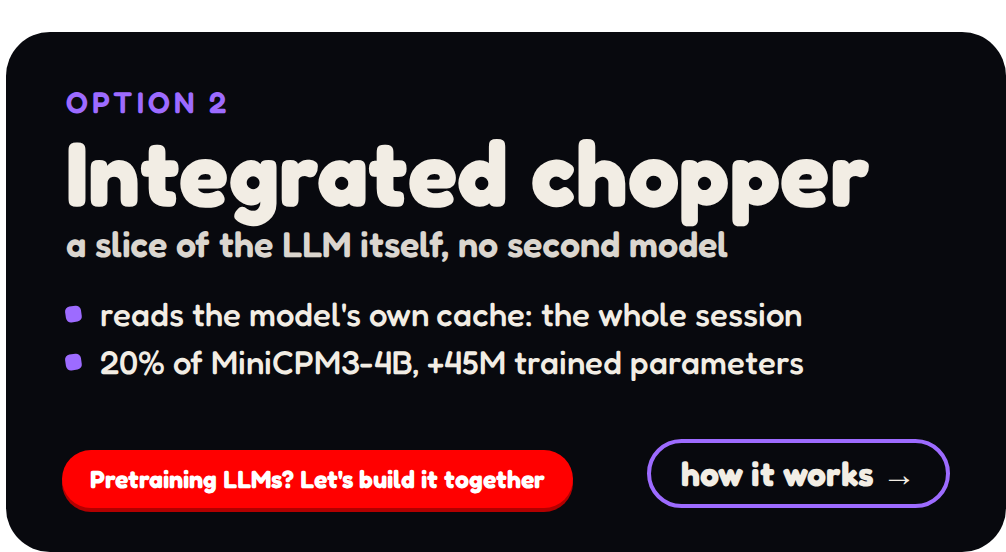 OPTION 2
Integrated chopper
a slice of the LLM itself, no second model
reads the model's own cache: the whole session
20% of MiniCPM3-4B, +45M trained parameters
Pretraining LLMs? Let's build it together
how it works →